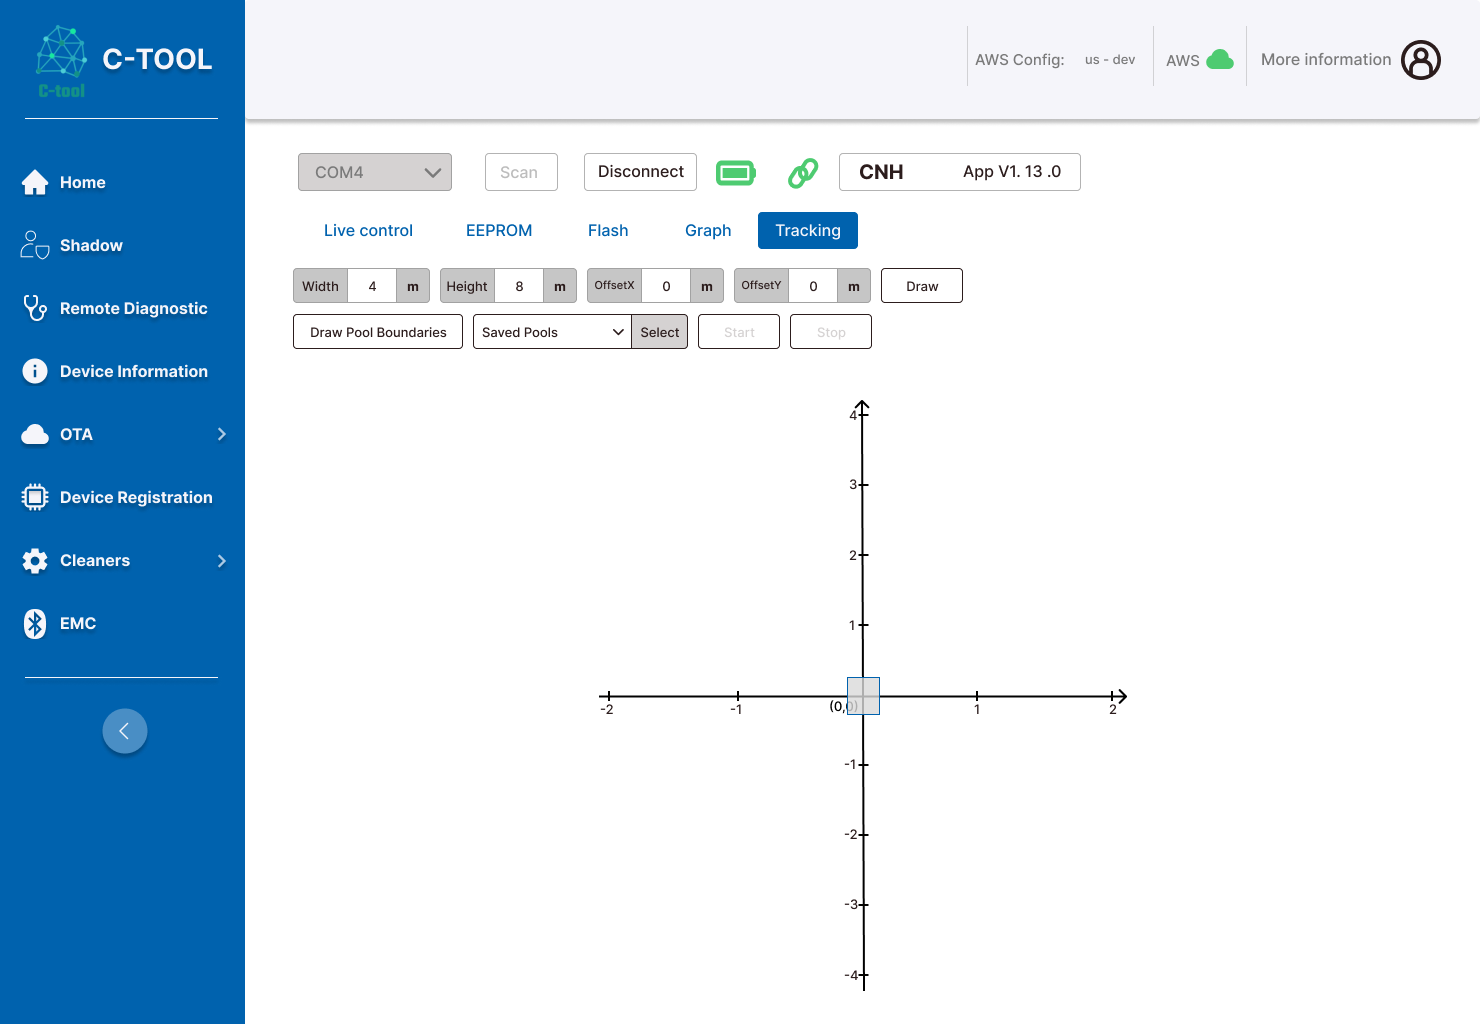 C-TOOL
C-tool
AWS Config: us - dev
AWS
More information
Home
Shadow
Remote Diagnostic
Device Information
OTA
Device Registration
Cleaners
EMC
COM4
Scan
Disconnect
CNH App V1. 13 .0
Live control EEPROM Flash Graph Tracking
Width 4 m Height 8 m OffsetX 0 m OffsetY 0 m Draw
Draw Pool Boundaries Saved Pools Select Start Stop
4
3
2
1
-2 -1 (0,0) 1 2
-1
-2
-3
-4